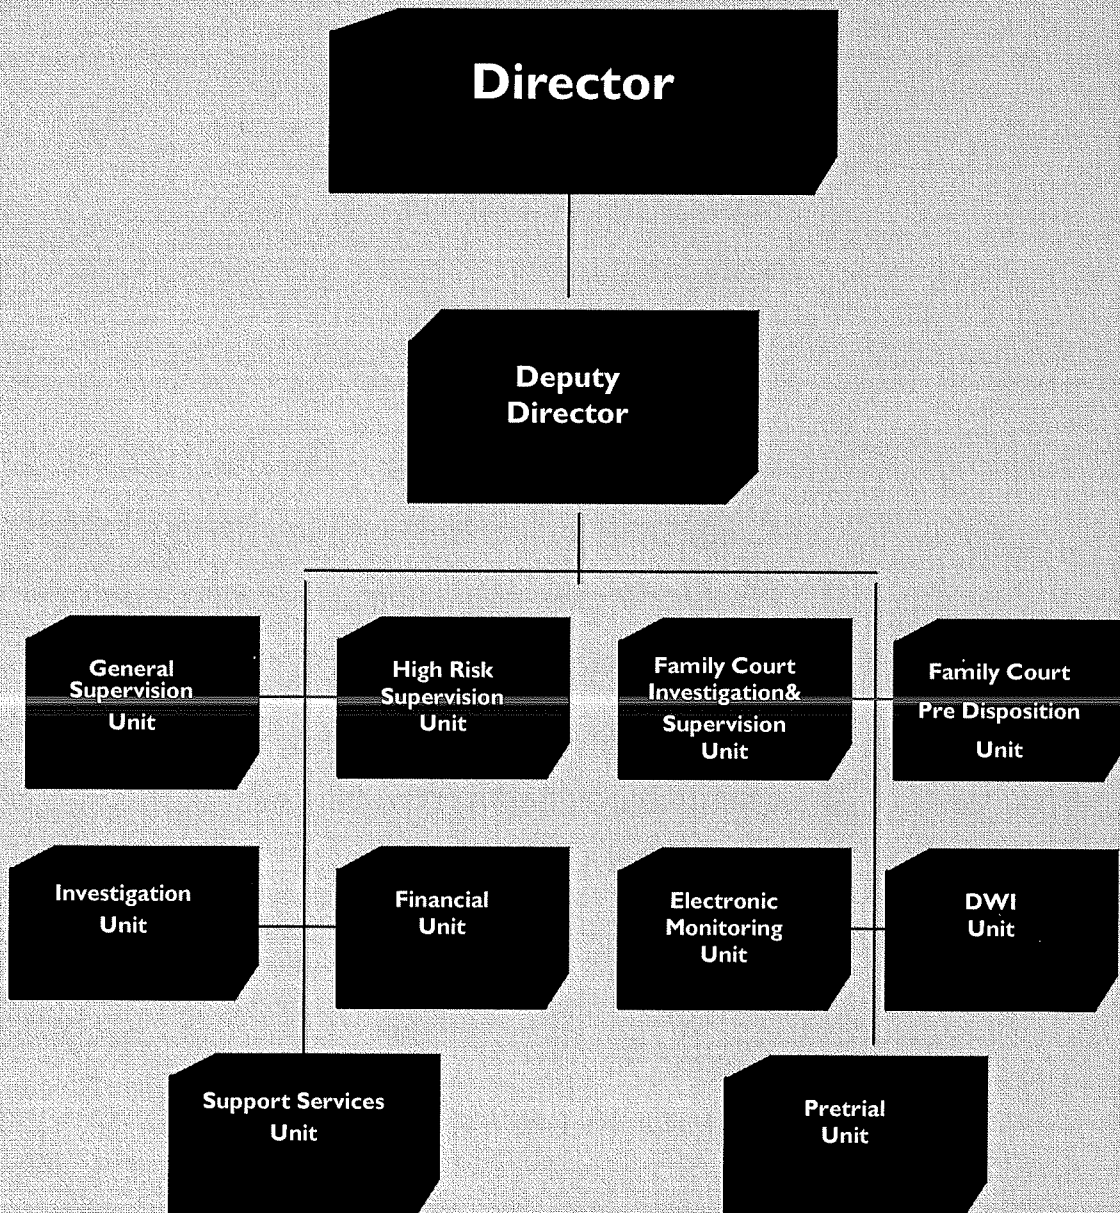 Director
Deputy
Director
General
Supervision
Unit
High Risk
Supervision
Unit
Family Court
Investigation&
Supervision
Unit
Family Court
Pre Disposition
Unit
Investigation
Unit
Financial
Unit
Electronic
Monitoring
Unit
DWI
Unit
Support Services
Unit
Pretrial
Unit